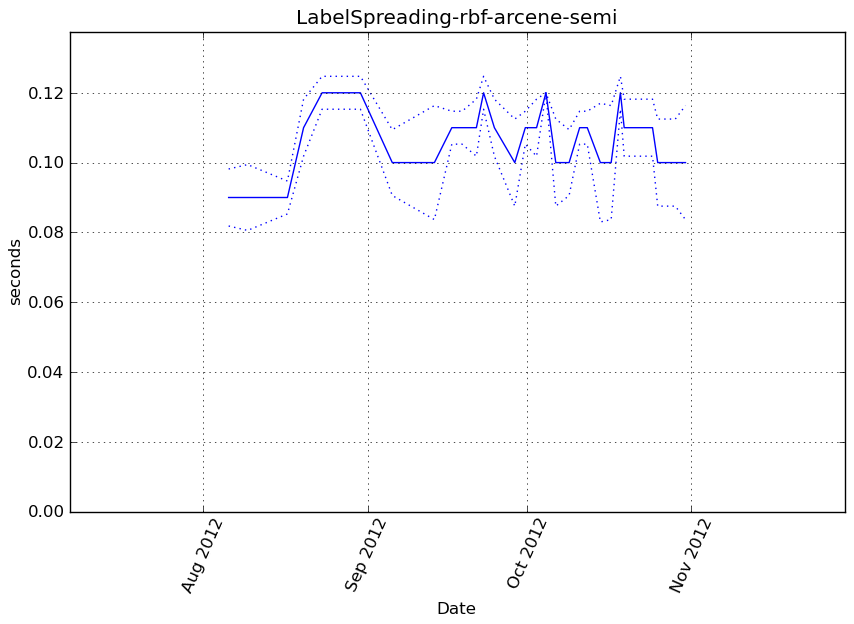 LabelSpreading-rbf-arcene-semi
0.12
0.10
0.08
0.06
0.04
0.02
0.00
seconds
Aug 2012
Sep 2012
Oct 2012
Nov 2012
Date